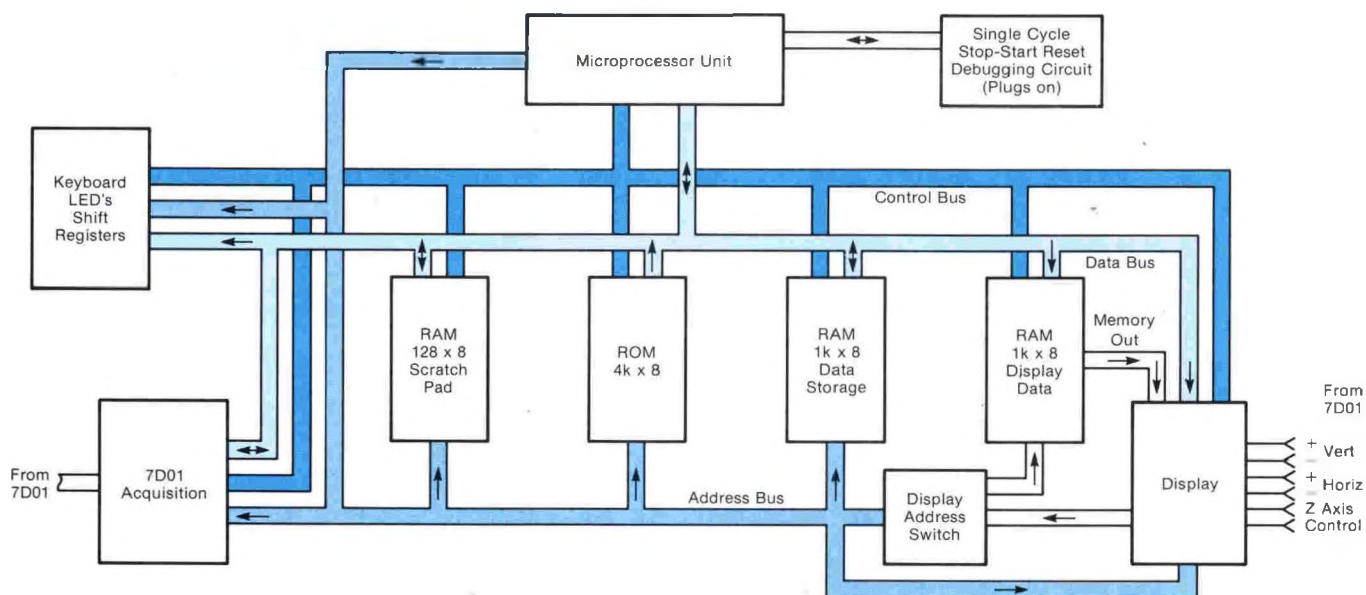 Microprocessor Unit
Single Cycle
Stop-Start Reset
Debugging Circuit
(Plugs on)
Keyboard
LED's
Shift
Registers
Control Bus
Data Bus
RAM
128 x 8
Scratch
Pad
ROM
4k x 8
RAM
1k x 8
Data
Storage
RAM
1k x 8
Display
Data
Memory
Out
From
7D01
7D01
Acquisition
From
7D01
Address Bus
Display
Address
Switch
Display
+
Vert
–
+
Horiz
–
Z Axis
Control